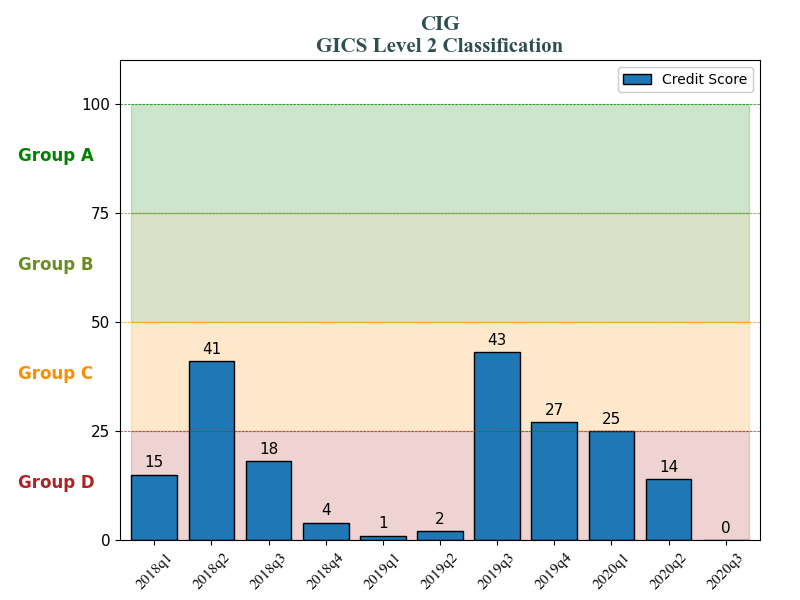 CIG
GICS Level 2 Classification
Credit Score
100
Group A
75
Group B
50
Group C
25
Group D
0
15
41
18
4
1
2
43
27
25
14
0
2018q1
2018q2
2018q3
2018q4
2019q1
2019q2
2019q3
2019q4
2020q1
2020q2
2020q3